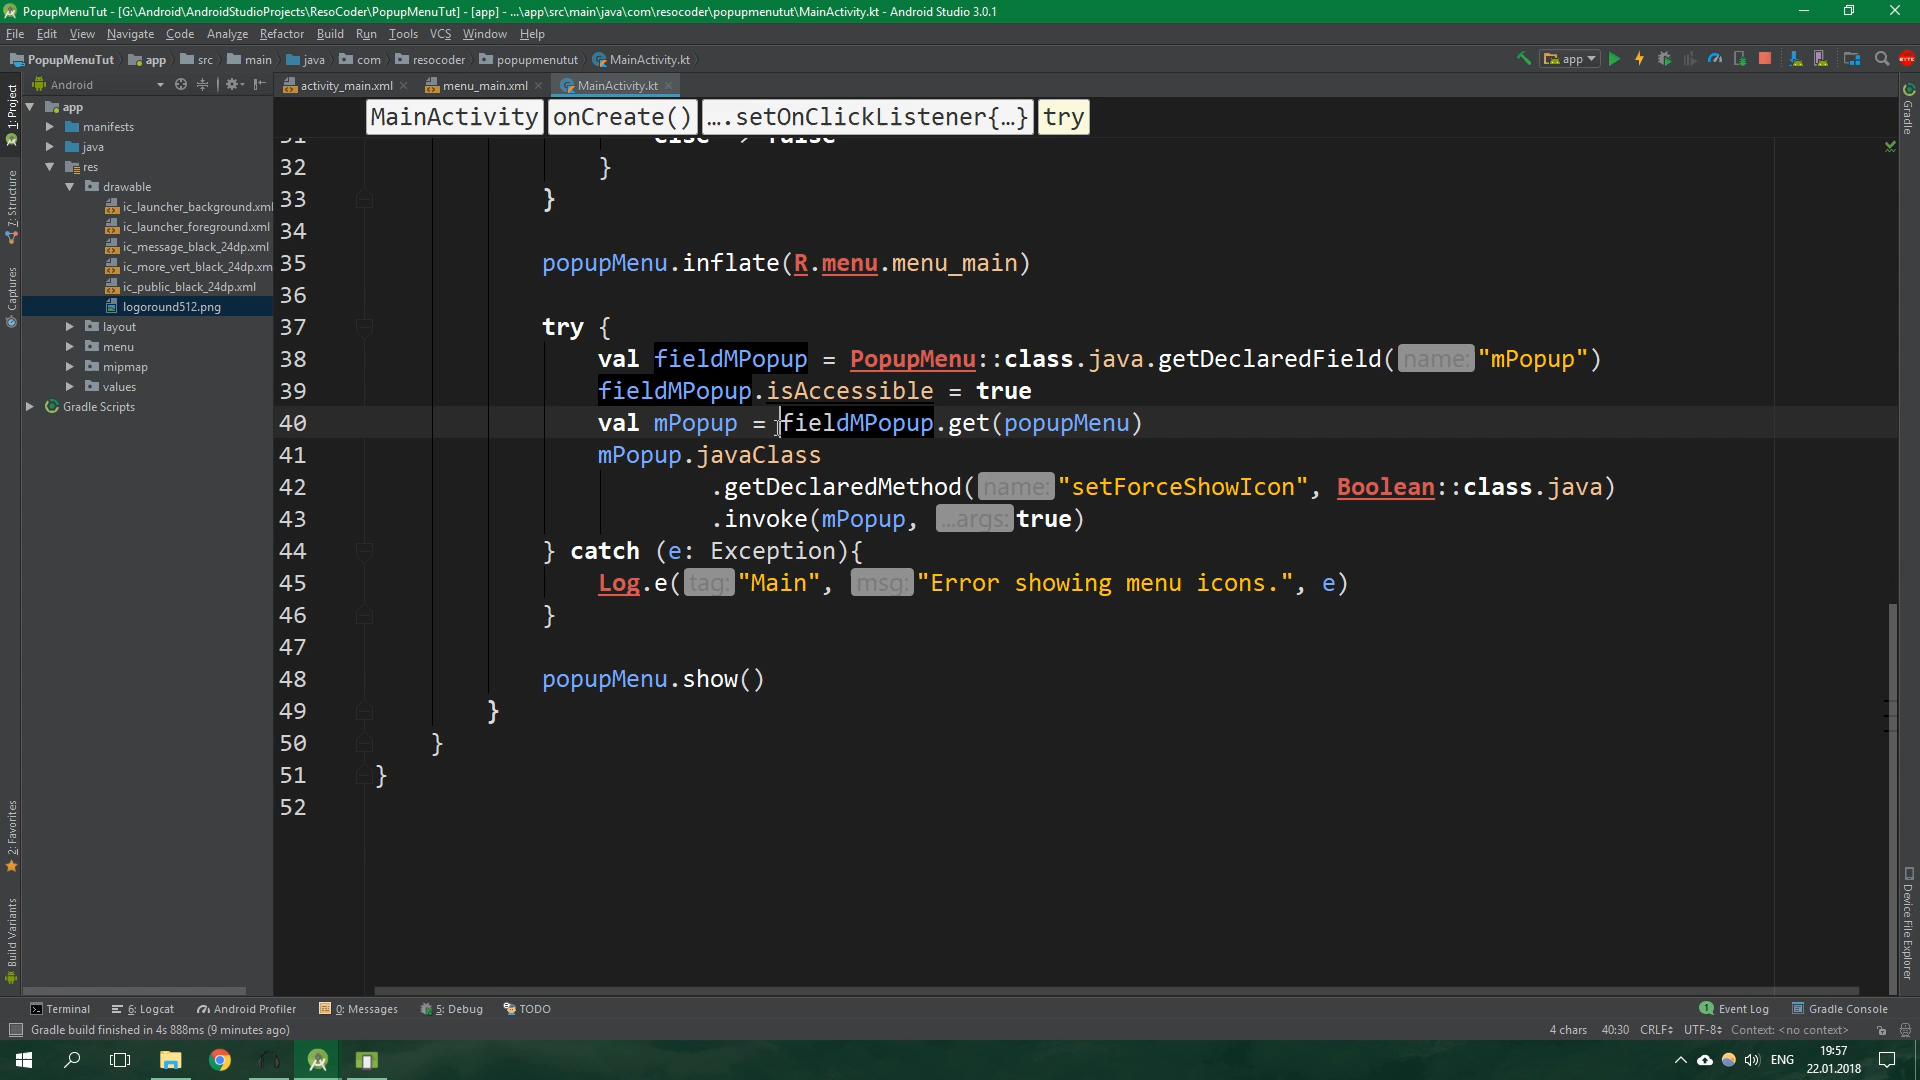 PopupMenuTut - [G:\Android\AndroidStudioProjects\ResoCoder\PopupMenuTut] - [app] - ...\app\src\main\java\com\resocoder\popupmenutut\MainActivity.kt - Android Studio 3.0.1
File Edit View Navigate Code Analyze Refactor Build Run Tools VCS Window Help
PopupMenuTut app src main java com resocoder popupmenutut MainActivity.kt
app
Android
activity_main.xml
menu_main.xml
MainActivity.kt
1: Project
7: Structure
Captures
2: Favorites
Build Variants
Gradle
Device File Explorer
app
manifests
java
res
drawable
ic_launcher_background.xml
ic_launcher_foreground.xml
ic_message_black_24dp.xml
ic_more_vert_black_24dp.xm
ic_public_black_24dp.xml
logoround512.png
layout
menu
mipmap
values
Gradle Scripts
MainActivity onCreate() ….setOnClickListener{…} try
31 else -> false
32 }
33 }
34
35 popupMenu.inflate(R.menu.menu_main)
36
37 try {
38 val fieldMPopup = PopupMenu::class.java.getDeclaredField( name: "mPopup")
39 fieldMPopup.isAccessible = true
40 val mPopup = fieldMPopup.get(popupMenu)
41 mPopup.javaClass
42 .getDeclaredMethod( name: "setForceShowIcon", Boolean::class.java)
43 .invoke(mPopup, ...args: true)
44 } catch (e: Exception){
45 Log.e( tag: "Main", msg: "Error showing menu icons.", e)
46 }
47
48 popupMenu.show()
49 }
50 }
51 }
52
Terminal 6: Logcat Android Profiler 0: Messages 5: Debug TODO
1 Event Log Gradle Console
Gradle build finished in 4s 888ms (9 minutes ago)
4 chars 40:30 CRLF UTF-8 Context: <no context>
ENG
19:57
22.01.2018